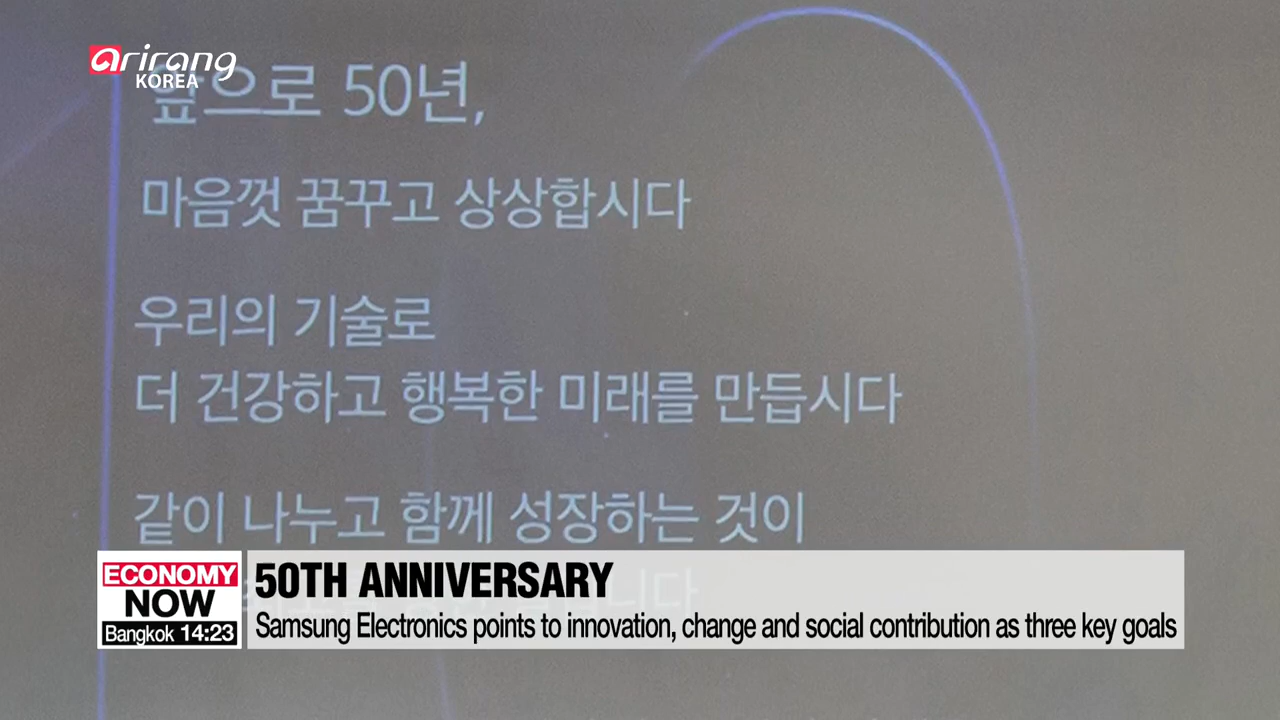 arirang
KOREA
앞으로 50년,
마음껏 꿈꾸고 상상합시다
우리의 기술로
더 건강하고 행복한 미래를 만듭시다
같이 나누고 함께 성장하는 것이
ECONOMY
NOW
Bangkok 14:23
50TH ANNIVERSARY
Samsung Electronics points to innovation, change and social contribution as three key goals